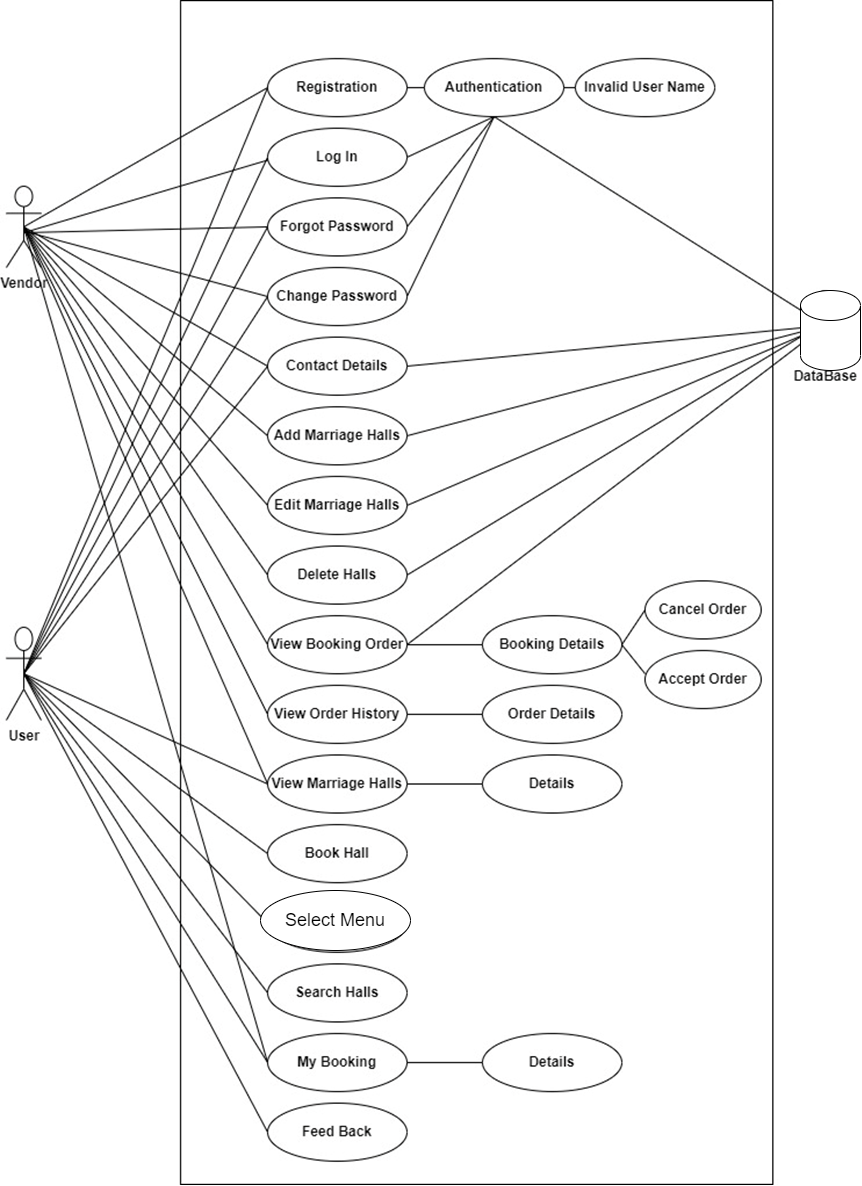 Registration
Authentication
Invalid User Name
Log In
Forgot Password
Vendor
Change Password
Contact Details
DataBase
Add Marriage Halls
Edit Marriage Halls
Delete Halls
Cancel Order
View Booking Order
Booking Details
Accept Order
View Order History
Order Details
User
View Marriage Halls
Details
Book Hall
Select Menu
Search Halls
My Booking
Details
Feed Back